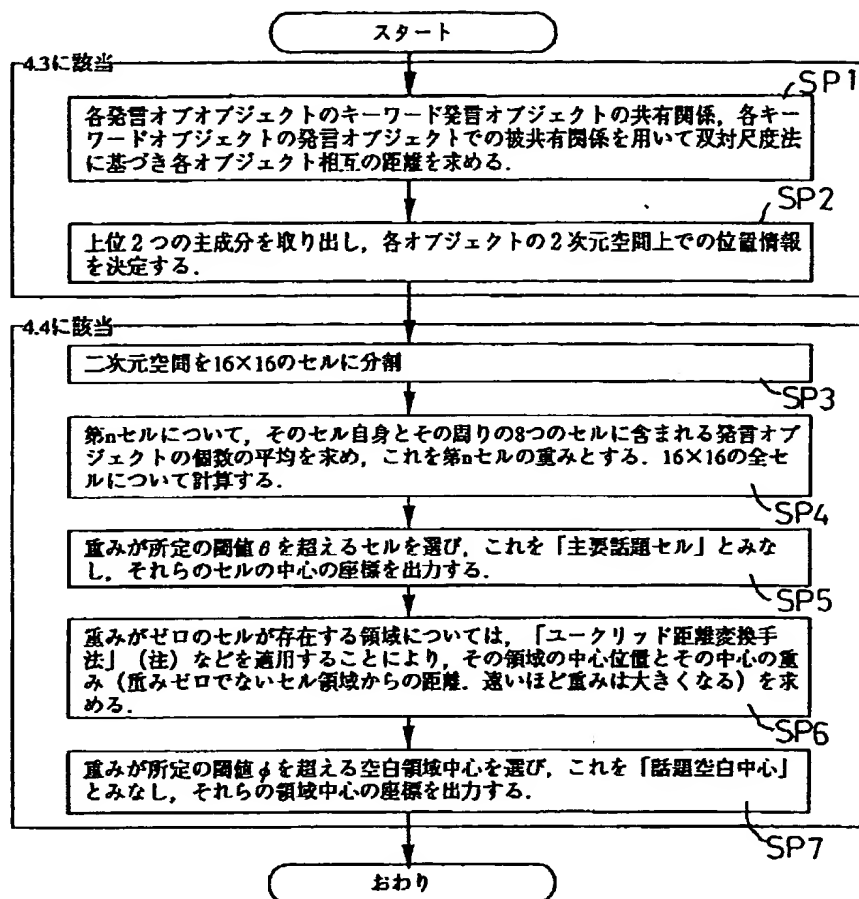 スタート
4.3に該当
SP1
各発言オブオブジェクトのキーワード発言オブジェクトの共有関係，各キ
ーワードオブジェクトの発言オブジェクトでの被共有関係を用いて双対尺度法
に基づき各オブジェクト相互の距離を求める．
SP2
上位２つの主成分を取り出し，各オブジェクトの２次元空間上での位置情報
を決定する．
4.4に該当
二次元空間を16×16のセルに分割
SP3
第nセルについて，そのセル自身とその周りの8つのセルに含まれる発言オブ
ジェクトの個数の平均を求め，これを第nセルの重みとする．16×16の全セ
ルについて計算する．
SP4
重みが所定の閾値θを超えるセルを選び，これを「主要話題セル」とみな
し，それらのセルの中心の座標を出力する．
SP5
重みがゼロのセルが存在する領域については，「ユークリッド距離変換手
法」（注）などを適用することにより，その領域の中心位置とその中心の重
み（重みゼロでないセル領域からの距離．遠いほど重みは大きくなる）を求
める．
SP6
重みが所定の閾値φを超える空白領域中心を選び，これを「話題空白中心」
とみなし，それらの領域中心の座標を出力する．
SP7
おわり